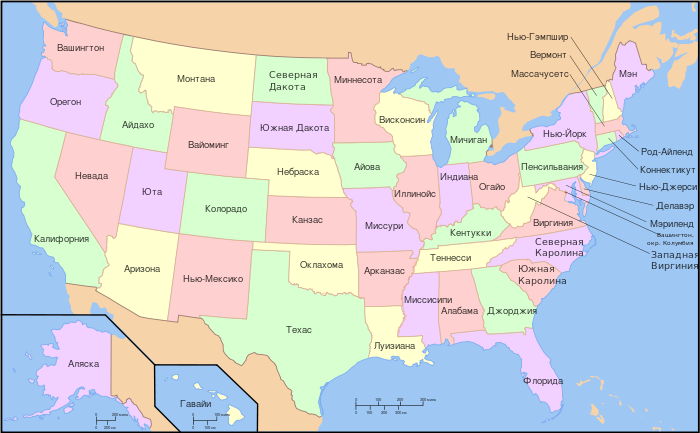 Нью-Гэмпшир
Вермонт
Массачусетс
Вашингтон
Монтана
Северная
Дакота
Миннесота
Мэн
Орегон
Айдахо
Южная Дакота
Висконсин
Мичиган
Нью-Йорк
Род-Айленд
Вайоминг
Небраска
Айова
Пенсильвания
Коннектикут
Невада
Юта
Колорадо
Иллинойс
Индиана
Огайо
Нью-Джерси
Делавэр
Калифорния
Канзас
Миссури
Кентукки
Виргиния
Мэриленд
Вашингтон,
окр. Колумбия
Западная
Виргиния
Аризона
Нью-Мексико
Оклахома
Арканзас
Теннесси
Северная
Каролина
Южная
Каролина
Техас
Луизиана
Миссисипи
Алабама
Джорджия
Флорида
Аляска
Гавайи